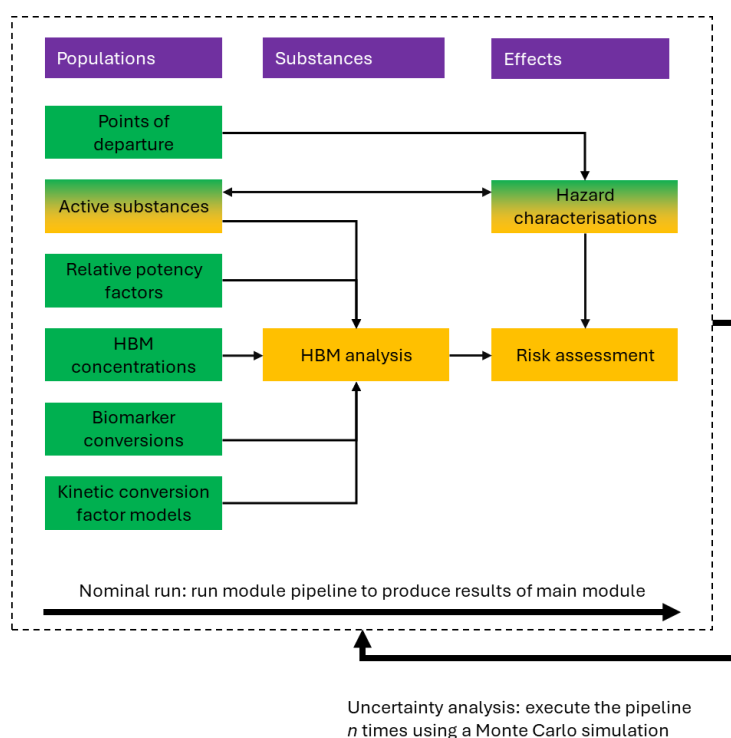 Populations
Substances
Effects
Points of
departure
Active substances
Hazard
characterisations
Relative potency
factors
HBM
concentrations
HBM analysis
Risk assessment
Biomarker
conversions
Kinetic conversion
factor models
Nominal run: run module pipeline to produce results of main module
Uncertainty analysis: execute the pipeline
n times using a Monte Carlo simulation